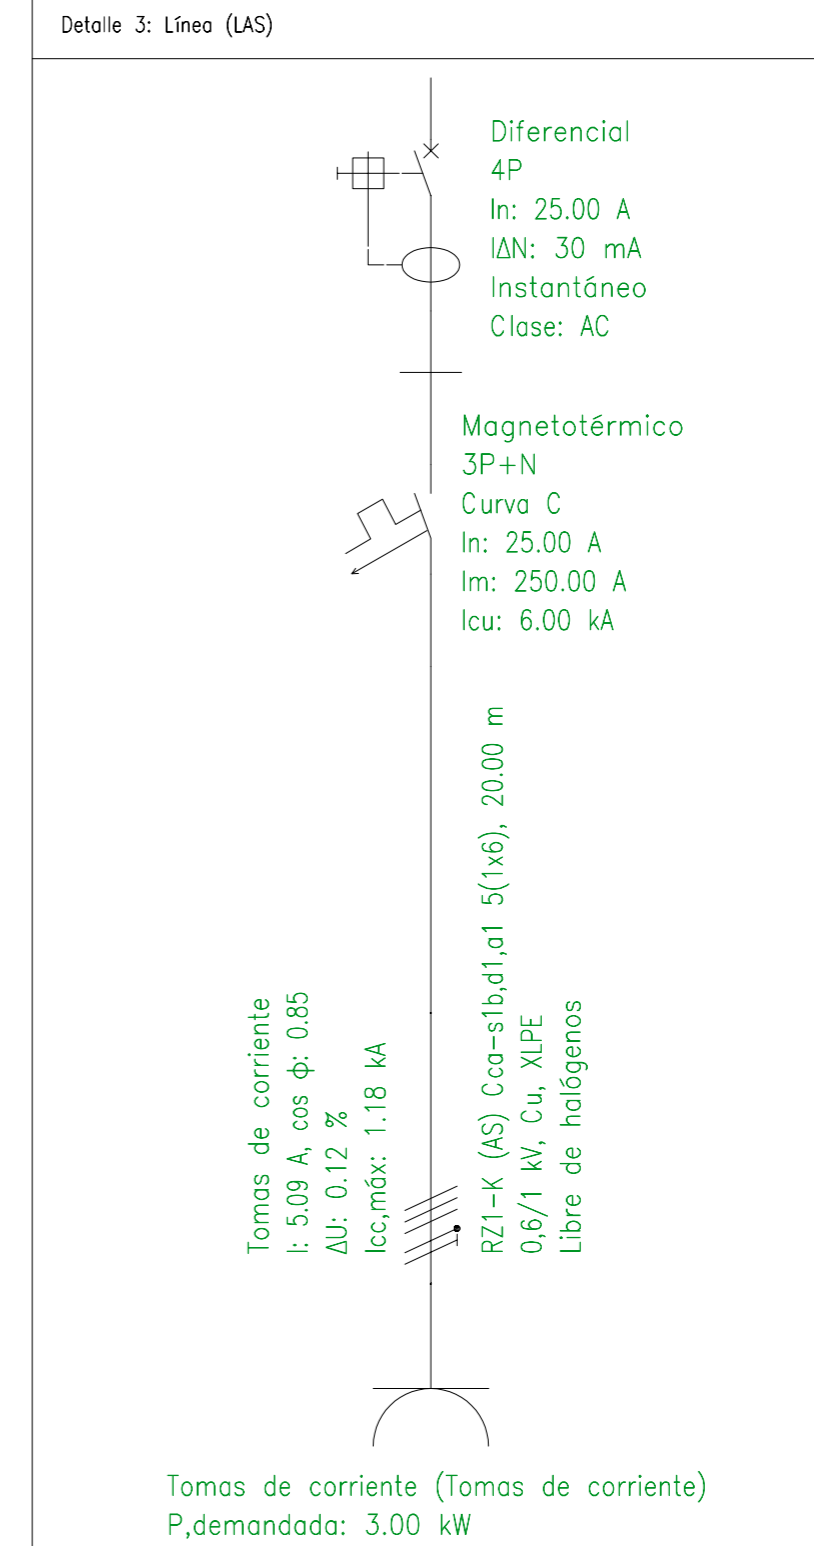 Detalle 3: Línea (LAS)
Diferencial
4P
In: 25.00 A
IΔN: 30 mA
Instantáneo
Clase: AC
Magnetotérmico
3P+N
Curva C
In: 25.00 A
Im: 250.00 A
Icu: 6.00 kA
Tomas de corriente
I: 5.09 A, cos ϕ: 0.85
ΔU: 0.12 %
Icc,máx: 1.18 kA
RZ1-K (AS) Cca-s1b,d1,a1 5(1x6), 20.00 m
0,6/1 kV, Cu, XLPE
Libre de halógenos
Tomas de corriente (Tomas de corriente)
P,demandada: 3.00 kW